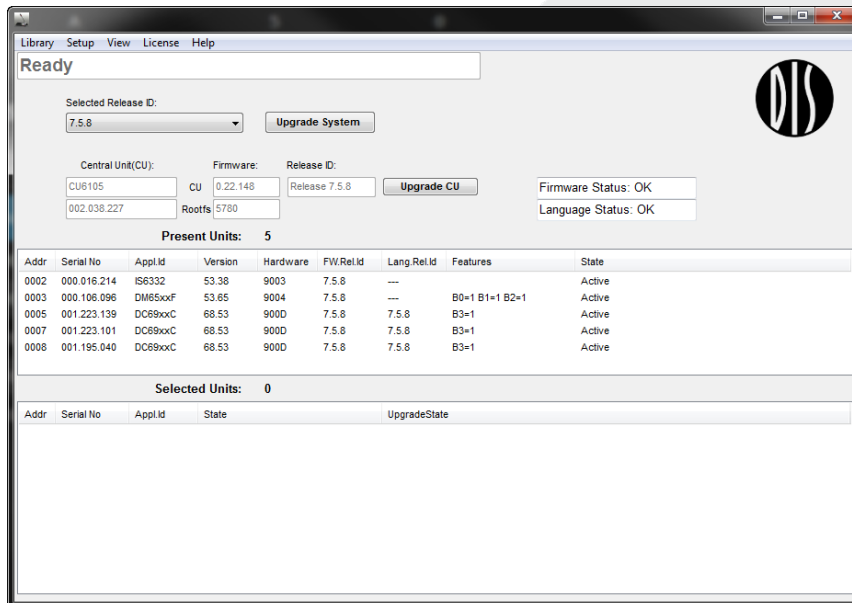 Library Setup View License Help
Ready
Selected Release ID:
7.5.8 Upgrade System
DIS
Central Unit(CU): Firmware: Release ID:
CU6105 CU 0.22.148 Release 7.5.8 Upgrade CU Firmware Status: OK
002.038.227 Rootfs 5780 Language Status: OK
Present Units: 5
Addr Serial No Appl.Id Version Hardware FW.Rel.Id Lang.Rel.Id Features State
0002 000.016.214 IS6332 53.38 9003 7.5.8 --- Active
0003 000.106.096 DM65xxF 53.65 9004 7.5.8 --- B0=1 B1=1 B2=1 Active
0005 001.223.139 DC69xxC 68.53 900D 7.5.8 7.5.8 B3=1 Active
0007 001.223.101 DC69xxC 68.53 900D 7.5.8 7.5.8 B3=1 Active
0008 001.195.040 DC69xxC 68.53 900D 7.5.8 7.5.8 B3=1 Active
Selected Units: 0
Addr Serial No Appl.Id State UpgradeState